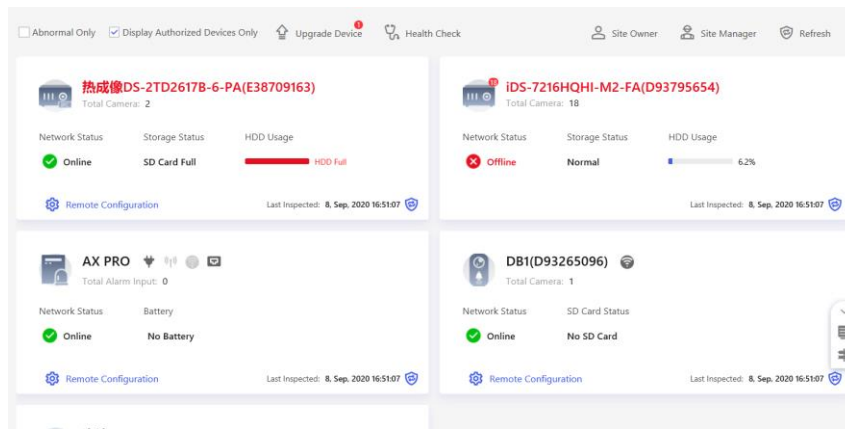 Abnormal Only Display Authorized Devices Only Upgrade Device 1 Health Check Site Owner Site Manager Refresh
热成像DS-2TD2617B-6-PA(E38709163)
Total Camera: 2
Network Status Storage Status HDD Usage
Online SD Card Full HDD Full
Remote Configuration Last Inspected: 8, Sep, 2020 16:51:07
18 iDS-7216HQHI-M2-FA(D93795654)
Total Camera: 18
Network Status Storage Status HDD Usage
Offline Normal 6.2%
Last Inspected: 8, Sep, 2020 16:51:07
AX PRO
Total Alarm Input: 0
Network Status Battery
Online No Battery
Remote Configuration Last Inspected: 8, Sep, 2020 16:51:07
DB1(D93265096)
Total Camera: 1
Network Status SD Card Status
Online No SD Card
Remote Configuration Last Inspected: 8, Sep, 2020 16:51:07